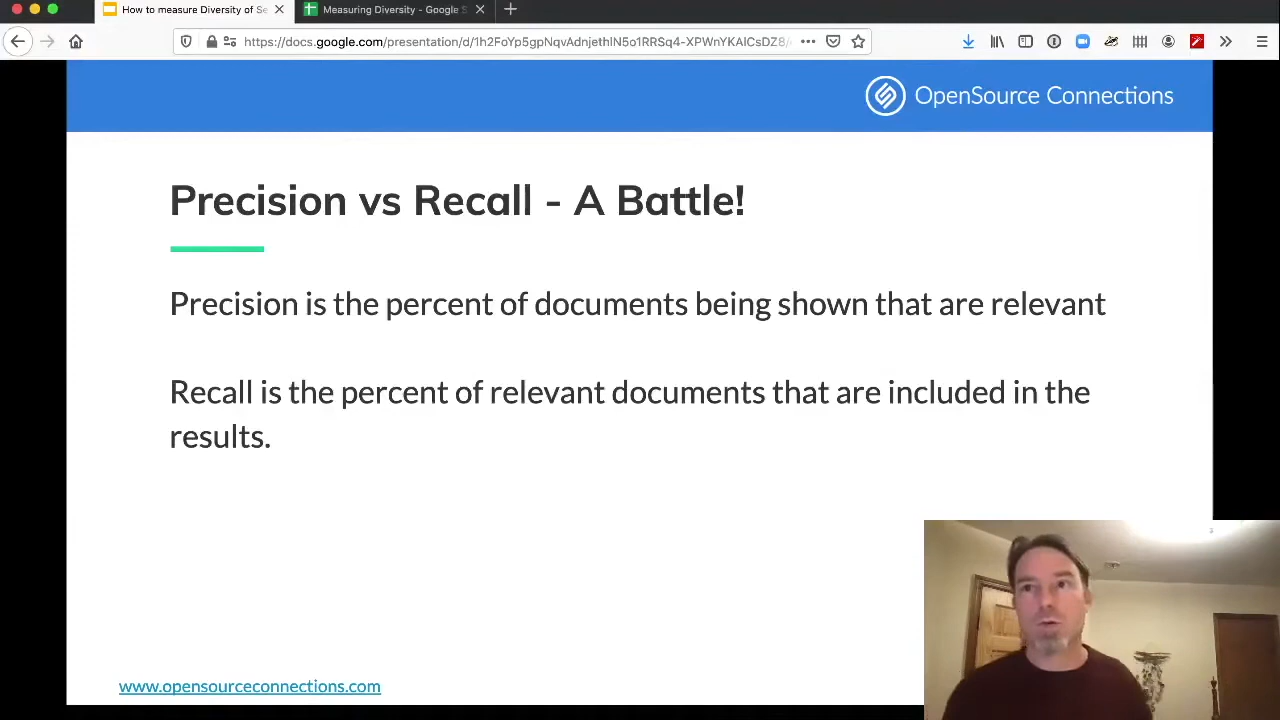 How to measure Diversity of Se
Measuring Diversity - Google S
https://docs.google.com/presentation/d/1h2FoYp5gpNqvAdnjethIN5o1RRSq4-XPWnYKAICsDZ8/
OpenSource Connections
Precision vs Recall - A Battle!
Precision is the percent of documents being shown that are relevant
Recall is the percent of relevant documents that are included in the
results.
www.opensourceconnections.com